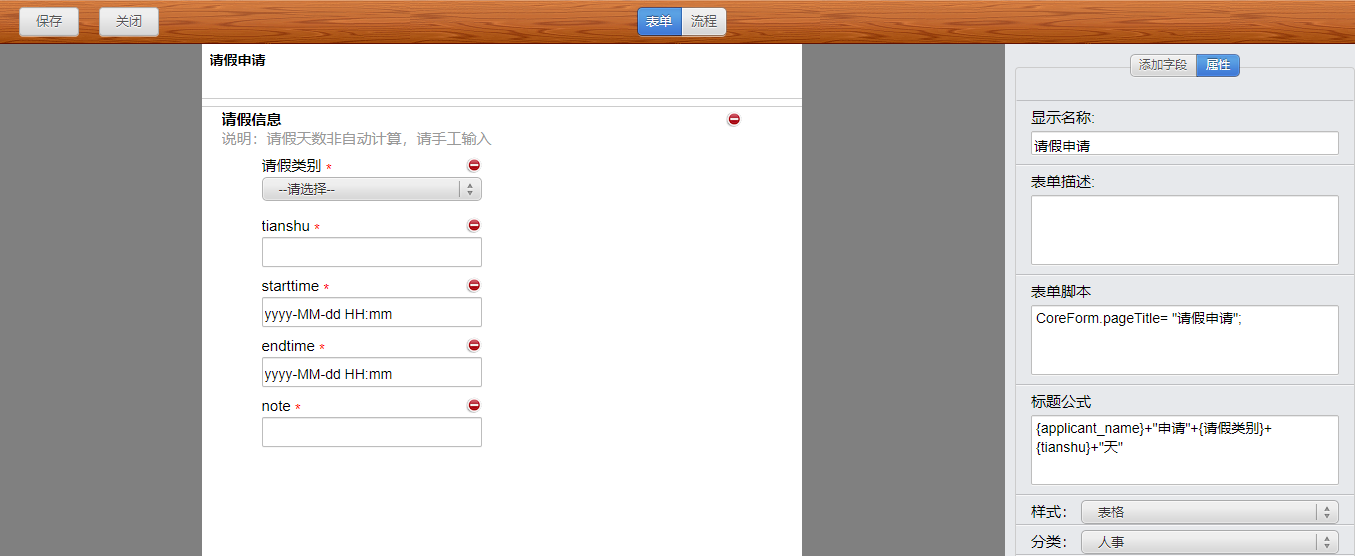 保存
关闭
表单
流程
请假申请
请假信息
说明：请假天数非自动计算，请手工输入
请假类别 *
--请选择--
tianshu *
starttime *
yyyy-MM-dd HH:mm
endtime *
yyyy-MM-dd HH:mm
note *
添加字段
属性
显示名称:
请假申请
表单描述:
表单脚本
CoreForm.pageTitle= "请假申请";
标题公式
{applicant_name}+"申请"+{请假类别}+
{tianshu}+"天"
样式：
表格
分类：
人事